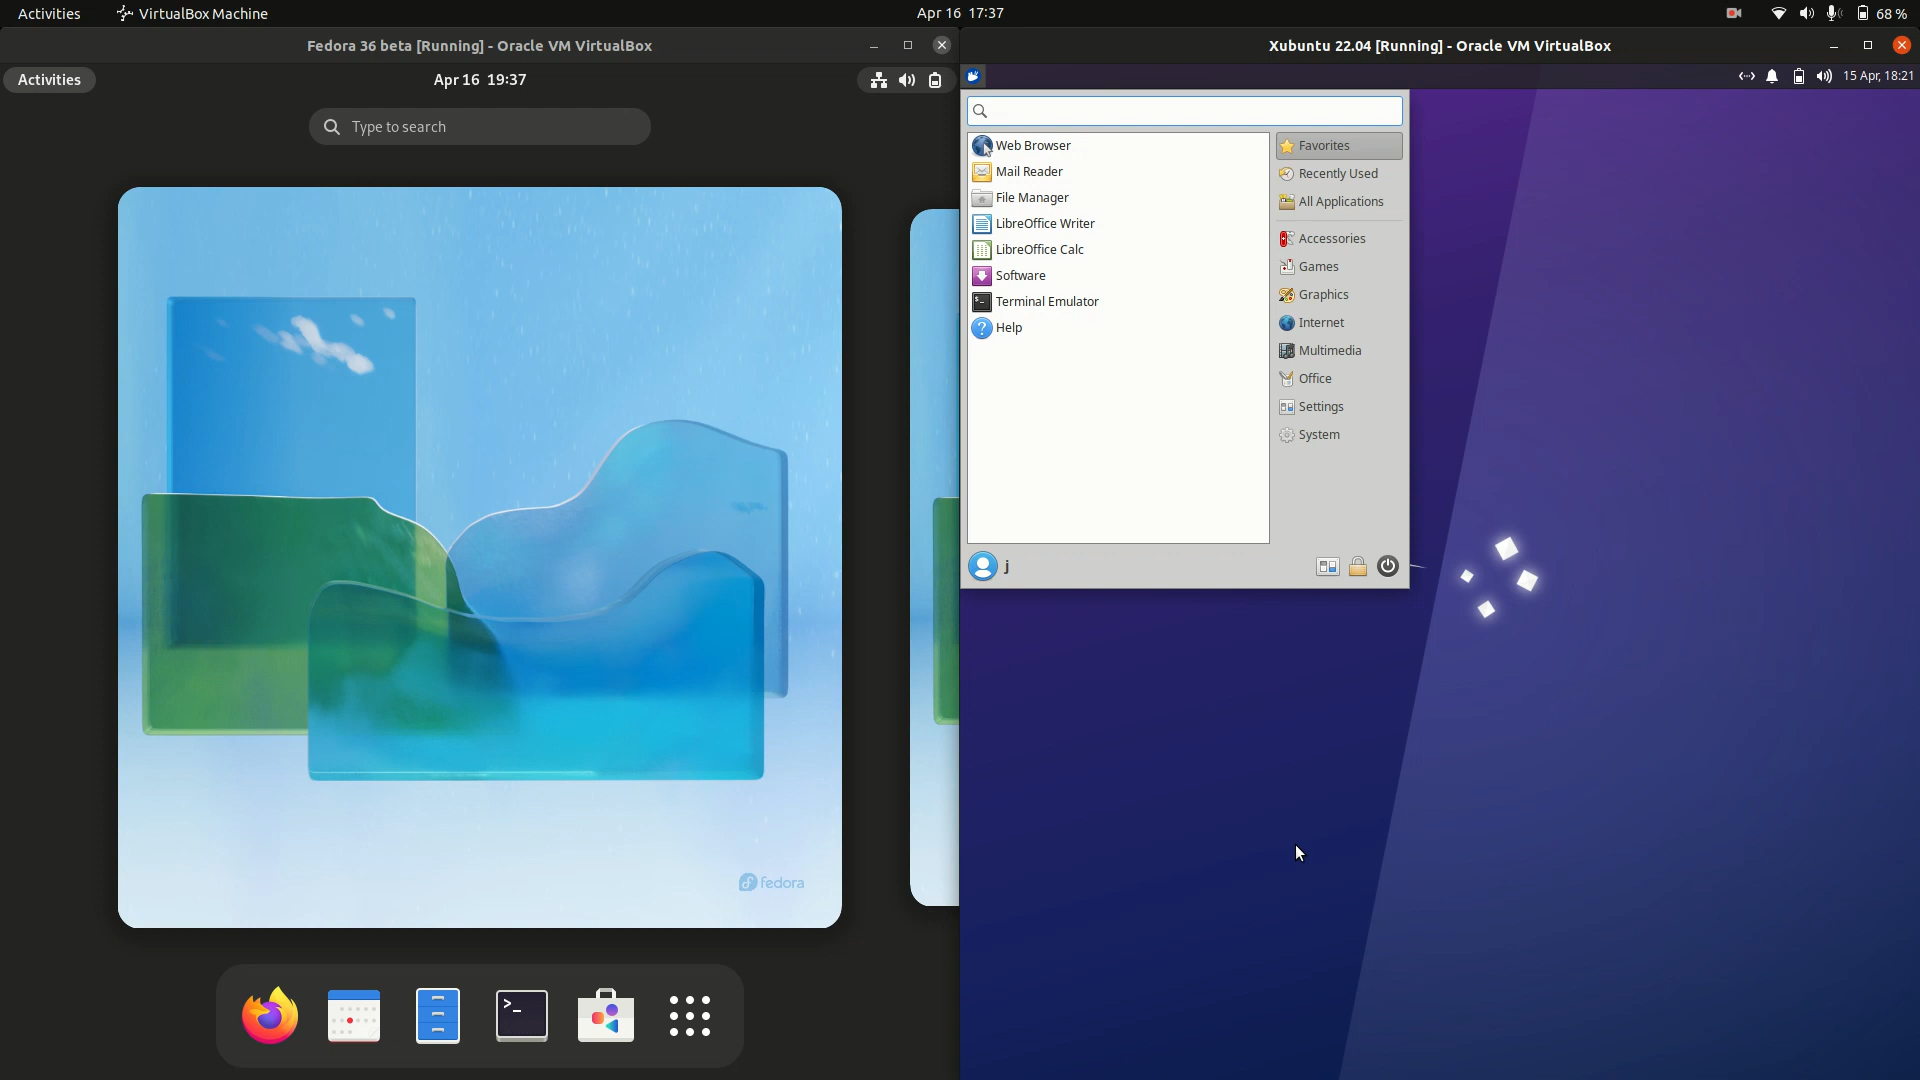 Activities VirtualBox Machine Apr 16 17:37 68 %
Fedora 36 beta [Running] - Oracle VM VirtualBox
Activities Apr 16 19:37
Type to search
fedora
Xubuntu 22.04 [Running] - Oracle VM VirtualBox
15 Apr, 18:21
Web Browser
Mail Reader
File Manager
LibreOffice Writer
LibreOffice Calc
Software
Terminal Emulator
Help
Favorites
Recently Used
All Applications
Accessories
Games
Graphics
Internet
Multimedia
Office
Settings
System
j